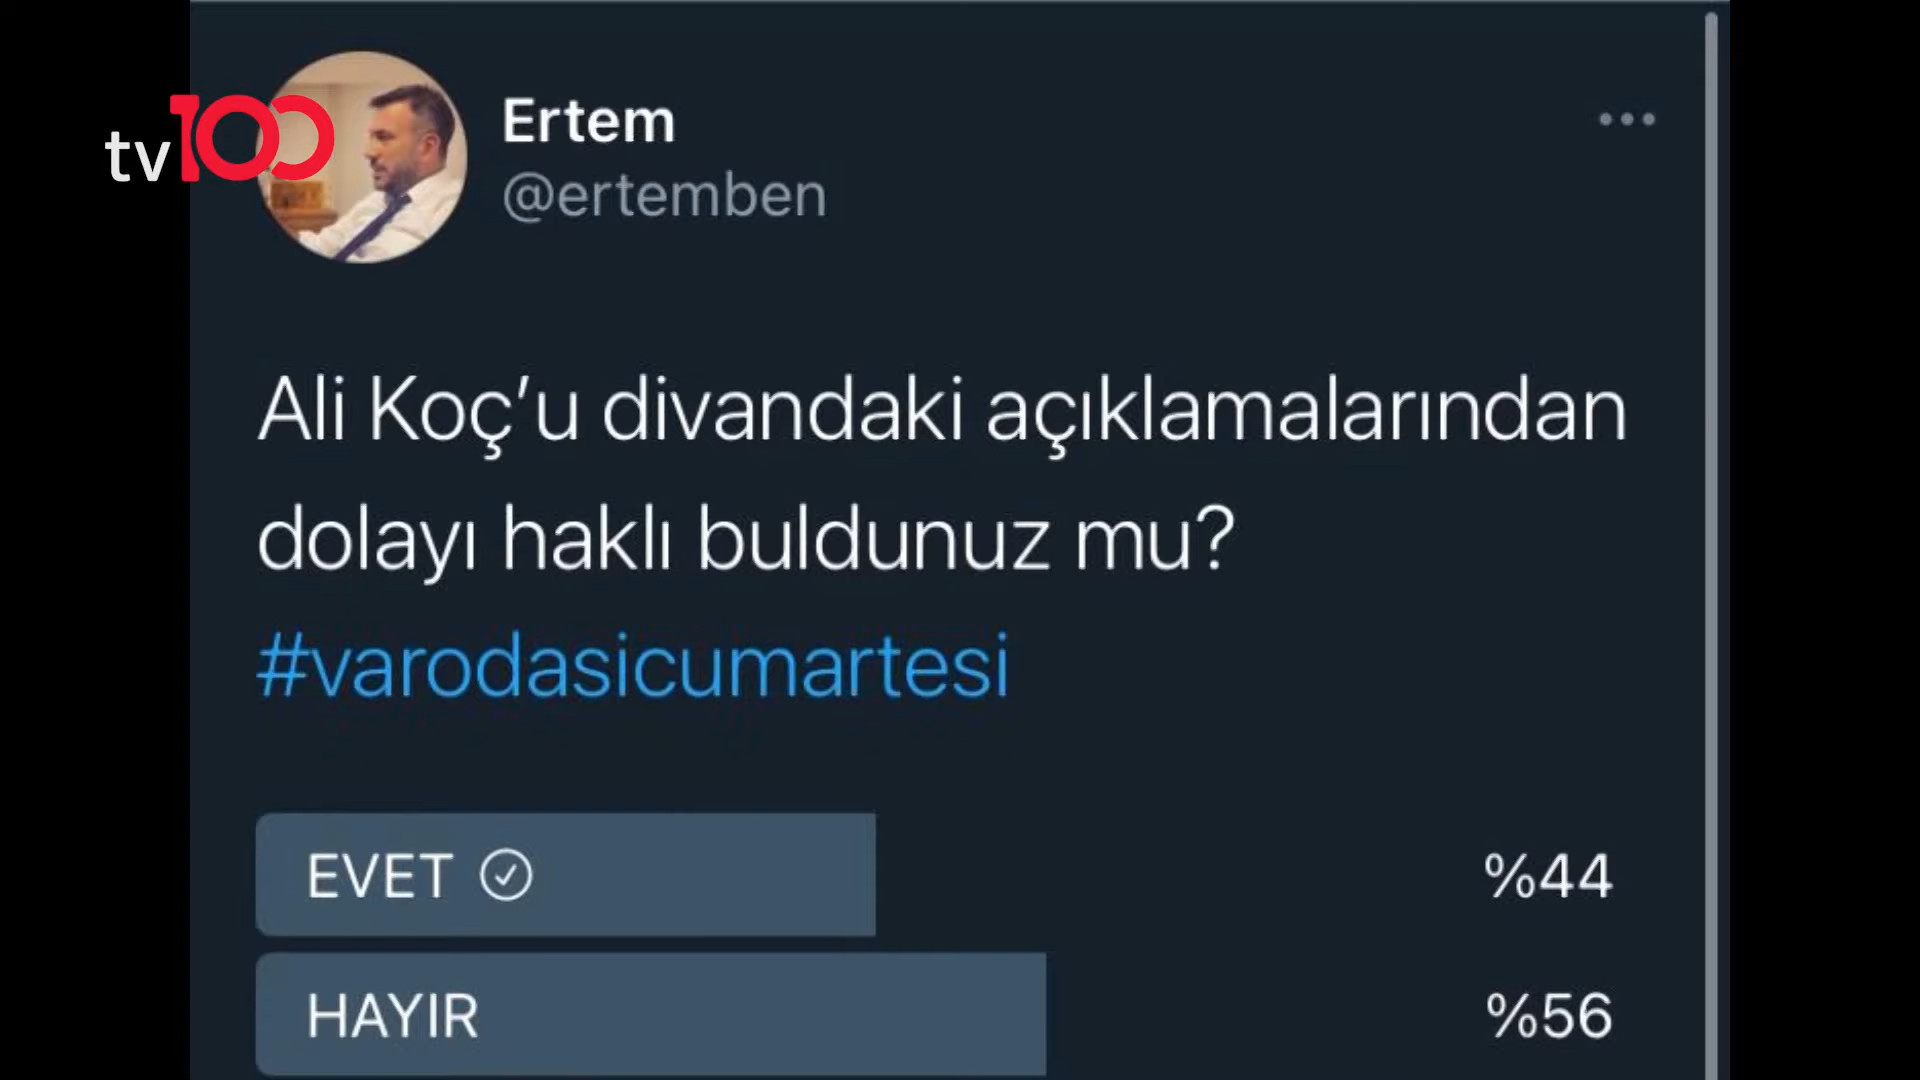 tv100
Ertem
@ertemben
Ali Koç’u divandaki açıklamalarından
dolayı haklı buldunuz mu?
#varodasicumartesi
EVET %44
HAYIR %56